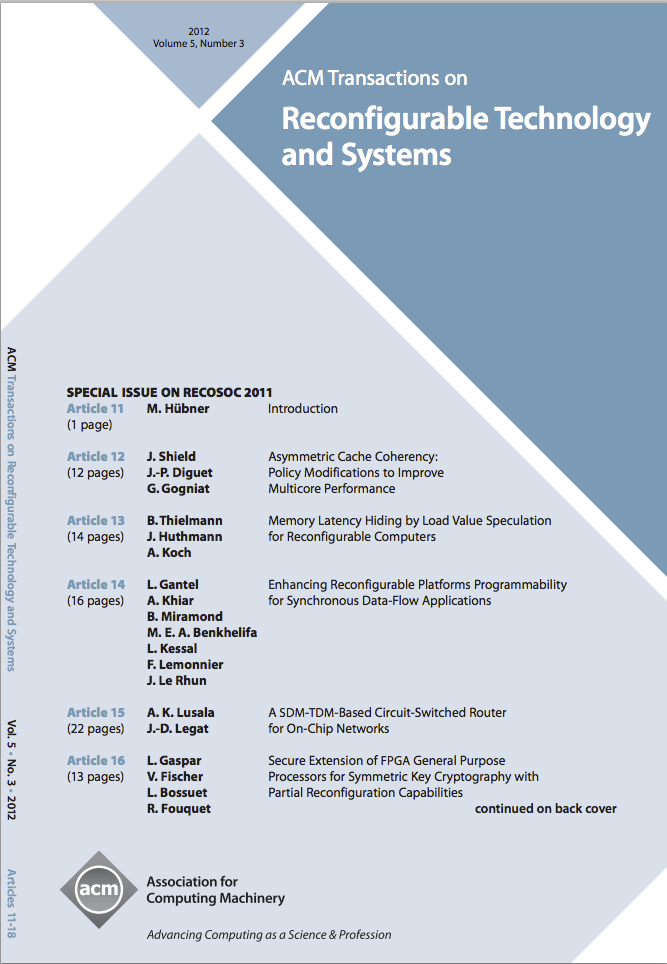 2012
Volume 5, Number 3
ACM Transactions on
Reconfigurable Technology
and Systems
SPECIAL ISSUE ON RECOSOC 2011
Article 11 M. Hübner Introduction
(1 page)
Article 12 J. Shield Asymmetric Cache Coherency:
(12 pages) J.-P. Diguet Policy Modifications to Improve
G. Gogniat Multicore Performance
Article 13 B. Thielmann Memory Latency Hiding by Load Value Speculation
(14 pages) J. Huthmann for Reconfigurable Computers
A. Koch
Article 14 L. Gantel Enhancing Reconfigurable Platforms Programmability
(16 pages) A. Khiar for Synchronous Data-Flow Applications
B. Miramond
M. E. A. Benkhelifa
L. Kessal
F. Lemonnier
J. Le Rhun
Article 15 A. K. Lusala A SDM-TDM-Based Circuit-Switched Router
(22 pages) J.-D. Legat for On-Chip Networks
Article 16 L. Gaspar Secure Extension of FPGA General Purpose
(13 pages) V. Fischer Processors for Symmetric Key Cryptography with
L. Bossuet Partial Reconfiguration Capabilities
R. Fouquet continued on back cover
acm
Association for
Computing Machinery
Advancing Computing as a Science & Profession
ACM Transactions on Reconfigurable Technology and Systems Vol. 5 • No. 3 • 2012 Articles 11-18